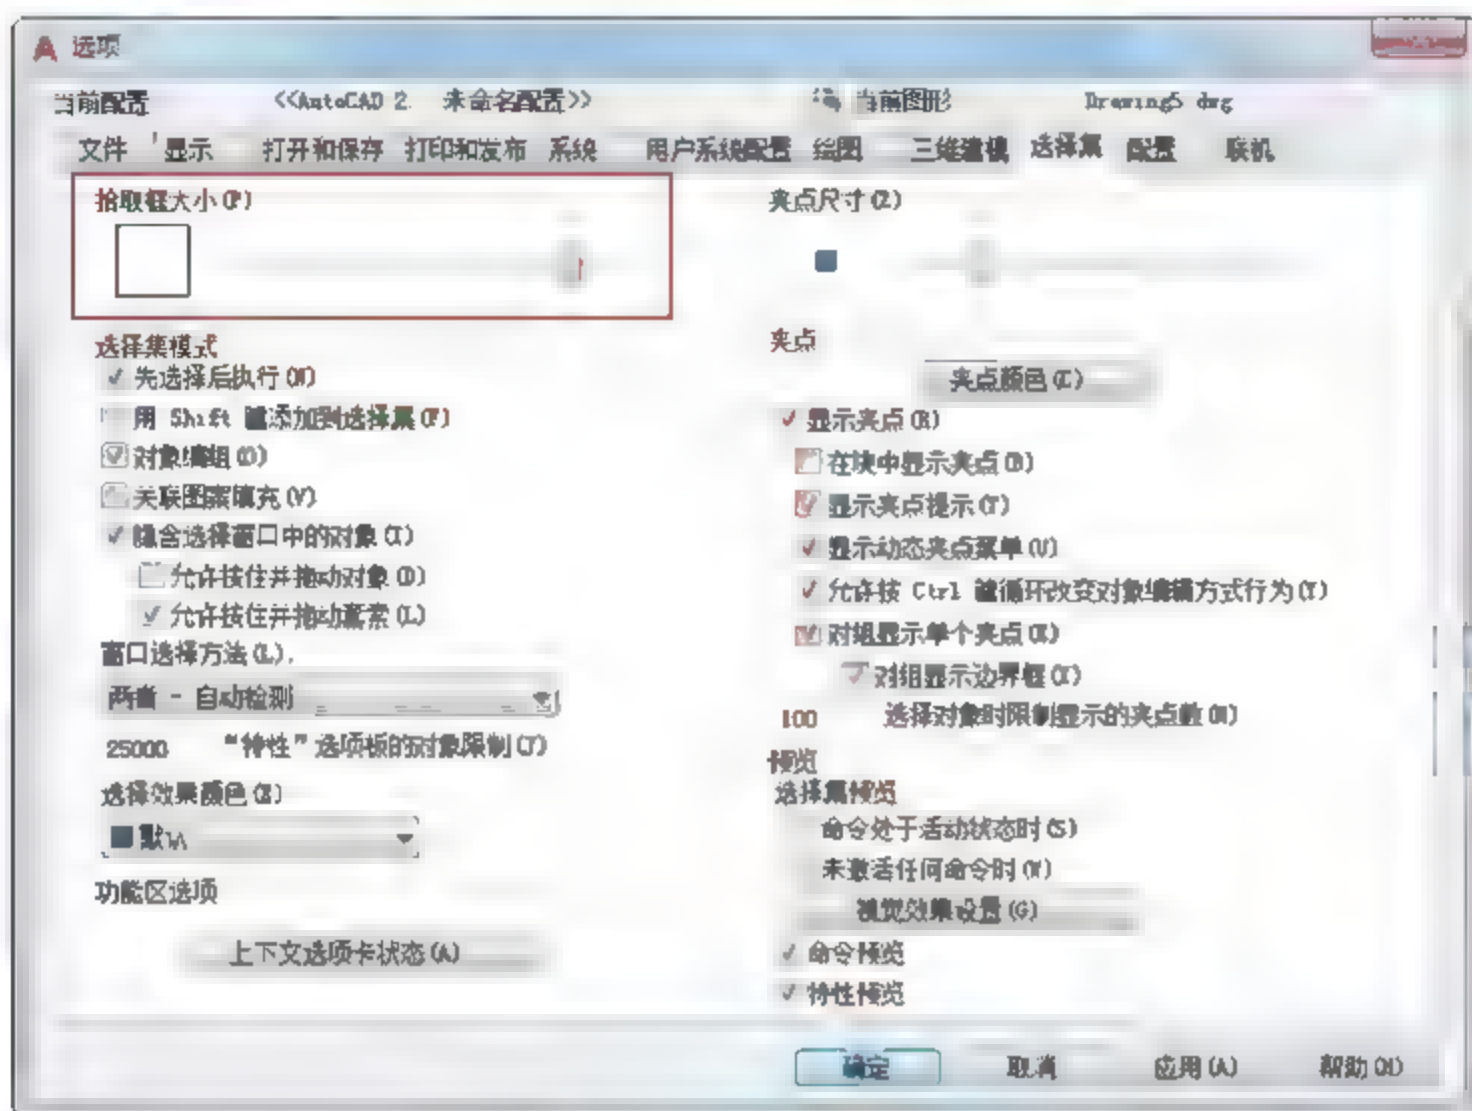 选项
当前配置 <<AutoCAD 2. 未命名配置>> 当前图形 Drawing5 dwg
文件 显示 打开和保存 打印和发布 系统 用户系统配置 绘图 三维建模 选择集 配置 联机
拾取框大小(P)
夹点尺寸(Z)
选择集模式
先选择后执行(N)
用 Shift 键添加到选择集(F)
对象编组(O)
关联图案填充(V)
隐含选择窗口中的对象(I)
允许按住并拖动对象(D)
允许按住并拖动套索(L)
窗口选择方法(L).
两者 - 自动检测
25000 “特性”选项板的对象限制(J)
选择效果颜色(E)
默认
功能区选项
上下文选项卡状态(A)
夹点
夹点颜色(C)
显示夹点(R)
在块中显示夹点(B)
显示夹点提示(T)
显示动态夹点菜单(U)
允许按 Ctrl 键循环改变对象编辑方式行为(Y)
对组显示单个夹点(E)
对组显示边界框(X)
100 选择对象时限制显示的夹点数(M)
预览
选择集预览
命令处于活动状态时(S)
未激活任何命令时(W)
视觉效果设置(G)
命令预览
特性预览
确定 取消 应用(A) 帮助(H)